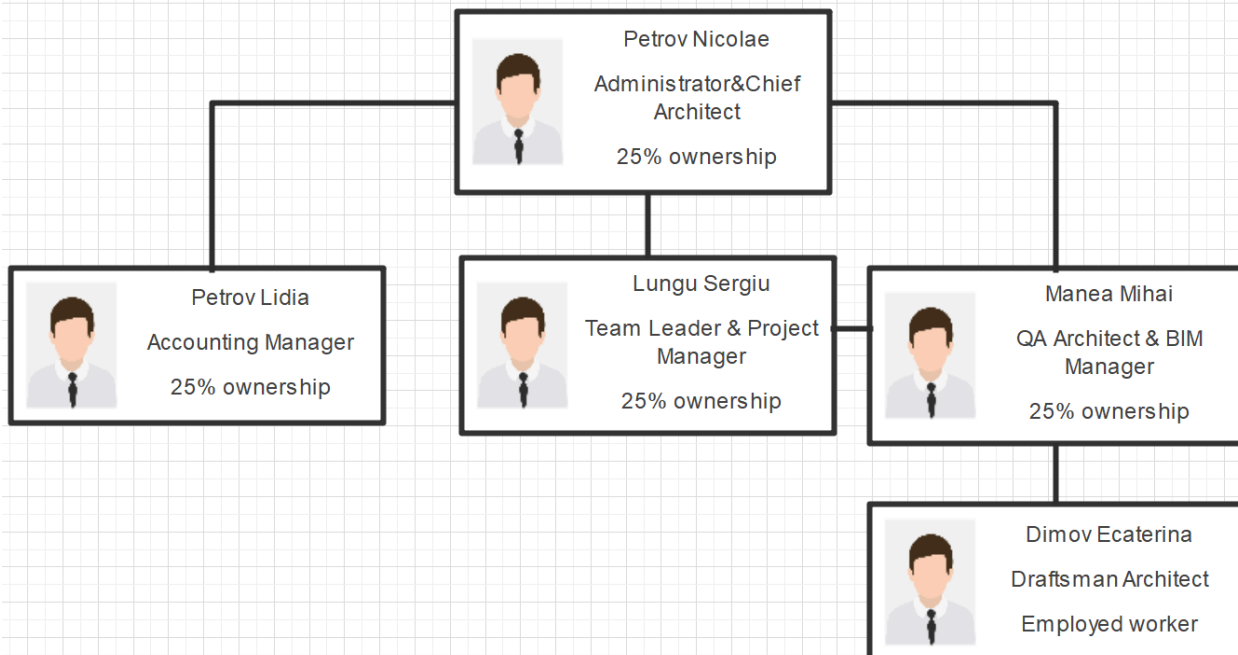 Petrov Nicolae
Administrator&Chief
Architect
25% ownership
Petrov Lidia
Accounting Manager
25% ownership
Lungu Sergiu
Team Leader & Project
Manager
25% ownership
Manea Mihai
QA Architect & BIM
Manager
25% ownership
Dimov Ecaterina
Draftsman Architect
Employed worker